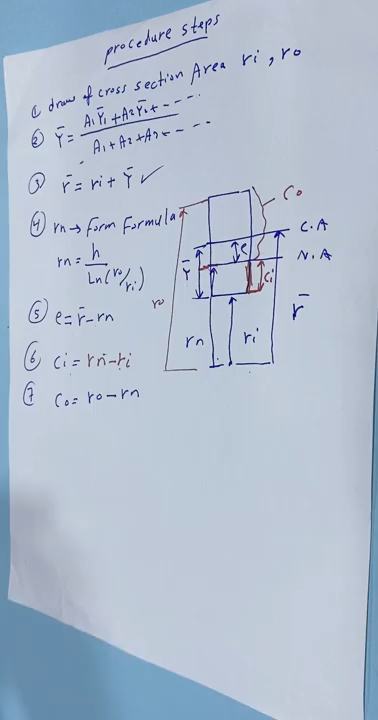 procedure steps
① draw of cross section Area ri, ro
② Ȳ = A1Ȳ1 + A2Ȳ2 + ----
A1 + A2 + A3 + - - -
③ r̄ = ri + Ȳ ✓
④ rn → Form Formula
rn = h
Ln(ro/ri)
⑤ e = r̄ - rn
⑥ Ci = rn - ri
⑦ Co = ro - rn
Co
C.A
e
N.A
Ȳ
Ci
ro
r̄
rn
ri